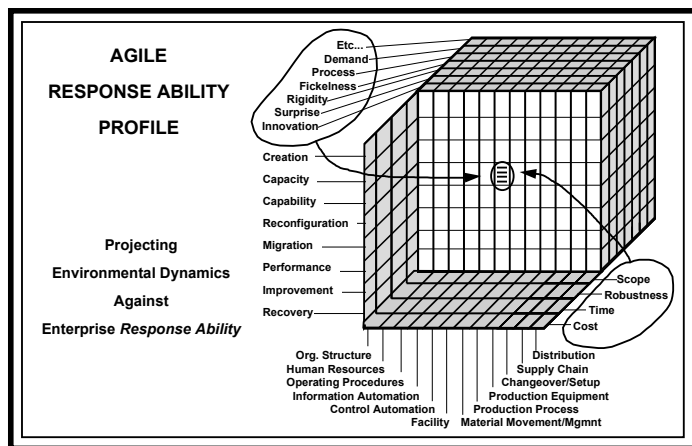 AGILE
RESPONSE ABILITY
PROFILE
Etc...
Demand
Process
Fickelness
Rigidity
Surprise
Innovation
Creation
Capacity
Capability
Reconfiguration
Migration
Performance
Improvement
Recovery
Projecting
Environmental Dynamics
Against
Enterprise Response Ability
Scope
Robustness
Time
Cost
Org. Structure
Human Resources
Operating Procedures
Information Automation
Control Automation
Facility
Distribution
Supply Chain
Changeover/Setup
Production Equipment
Production Process
Material Movement/Mgmnt